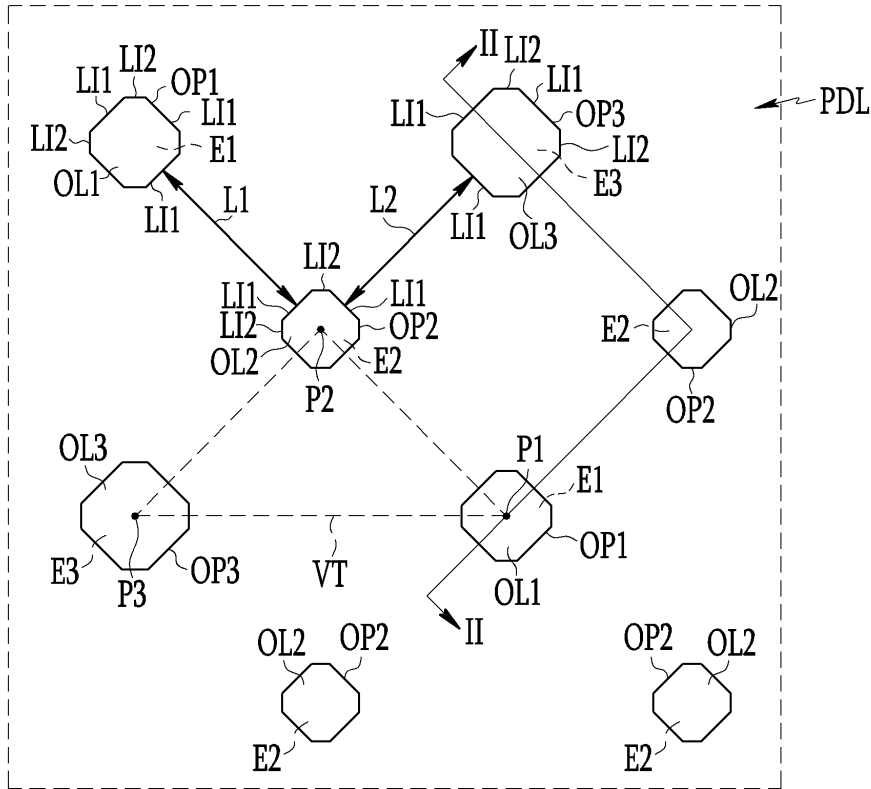 II
LI2
LI2
LI1
OP1
LI1
LI1
LI1
OP3
PDL
LI2
E1
LI2
OL1
E3
LI1
L1
L2
LI1
OL3
LI2
LI1
LI1
OL2
LI2
OP2
E2
OL2
E2
P2
OP2
OL3
P1
E1
OP1
E3
P3
OP3
VT
OL1
II
OL2
OP2
OP2
OL2
E2
E2